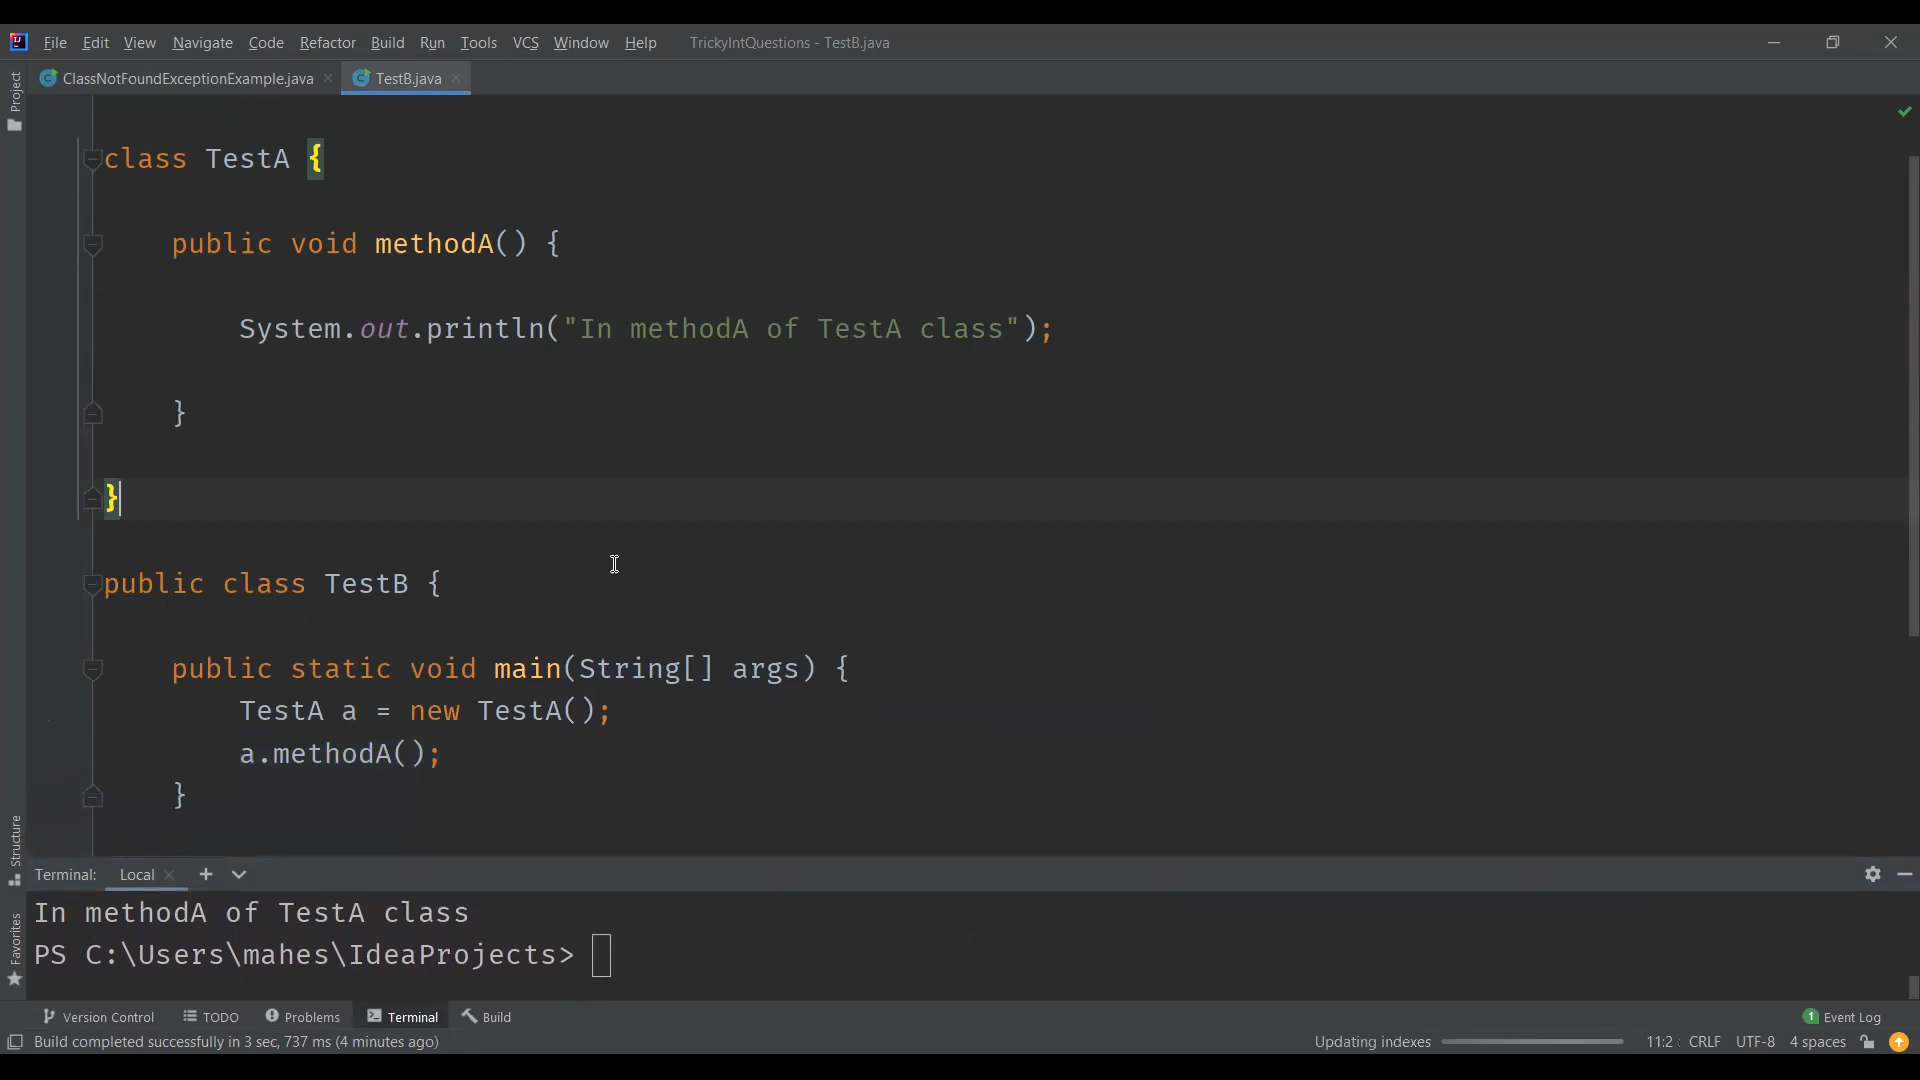 File Edit View Navigate Code Refactor Build Run Tools VCS Window Help TrickyIntQuestions - TestB.java
ClassNotFoundExceptionExample.java TestB.java
Project
class TestA {
public void methodA() {
System.out.println("In methodA of TestA class");
}
}
public class TestB {
public static void main(String[] args) {
TestA a = new TestA();
a.methodA();
}
Structure
Favorites
Terminal: Local
In methodA of TestA class
PS C:\Users\mahes\IdeaProjects>
Version Control TODO Problems Terminal Build 1 Event Log
Build completed successfully in 3 sec, 737 ms (4 minutes ago) Updating indexes 11:2 CRLF UTF-8 4 spaces